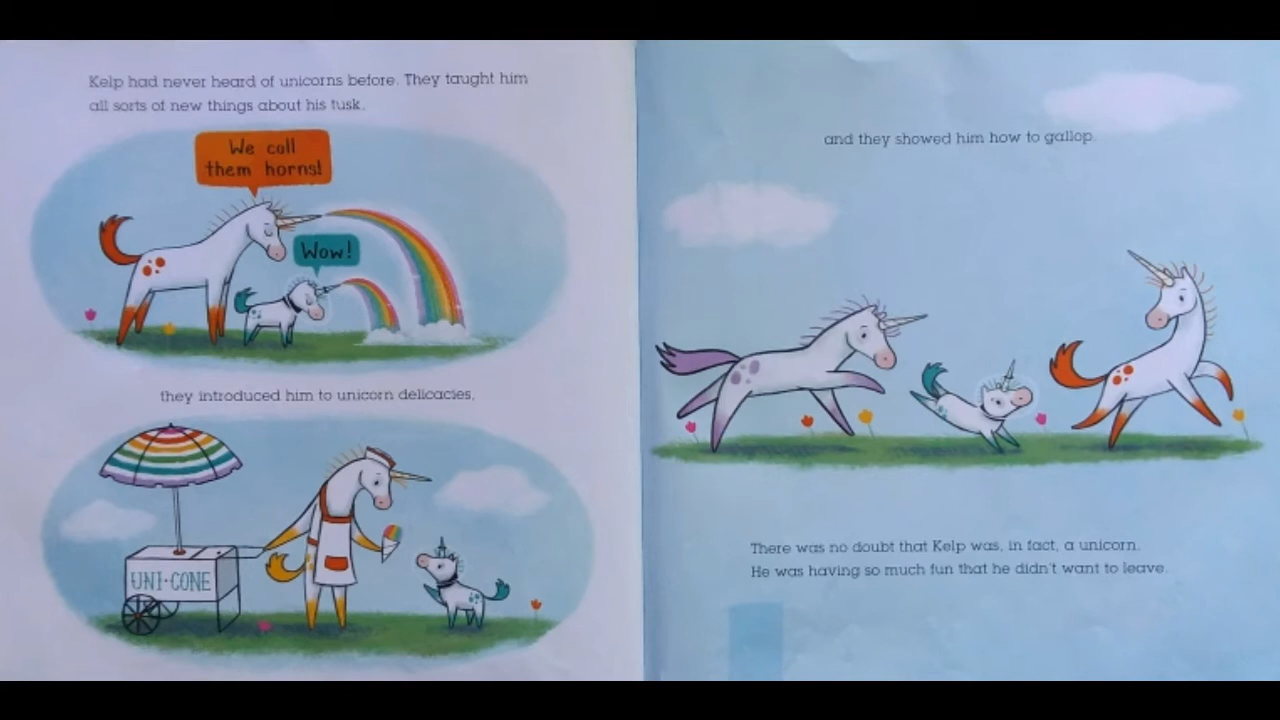 Kelp had never heard of unicorns before. They taught him
all sorts of new things about his tusk.
We call
them horns!
Wow!
they introduced him to unicorn delicacies,
UNI-CONE
and they showed him how to gallop.
There was no doubt that Kelp was, in fact, a unicorn.
He was having so much fun that he didn't want to leave.